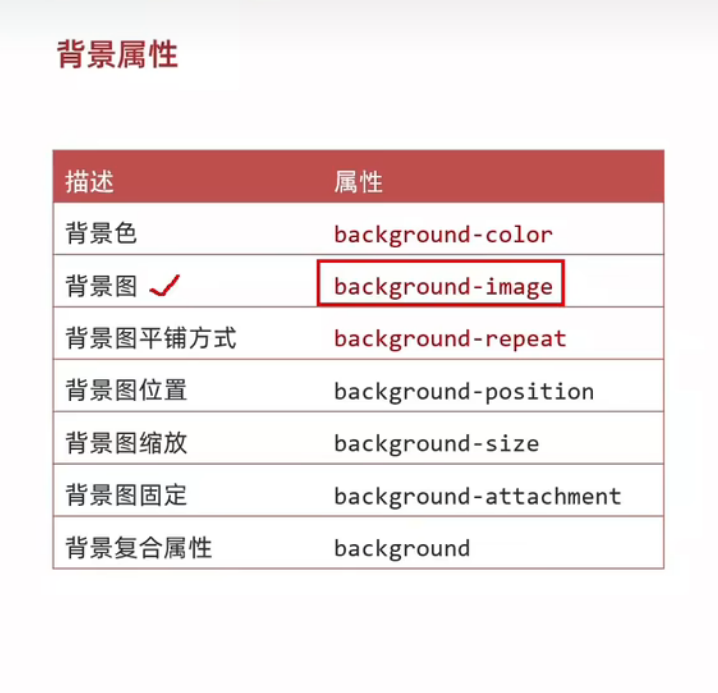 背景属性
描述 属性
背景色 background-color
背景图 background-image
背景图平铺方式 background-repeat
背景图位置 background-position
背景图缩放 background-size
背景图固定 background-attachment
背景复合属性 background